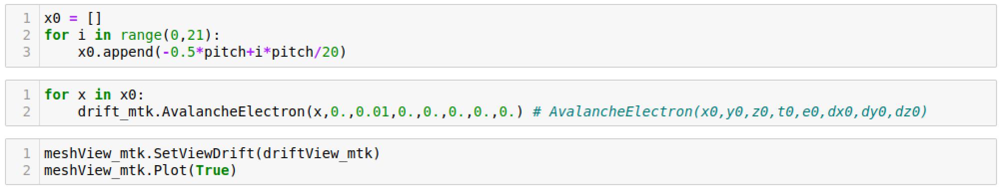 1 x0 = []
2 for i in range(0,21):
3     x0.append(-0.5*pitch+i*pitch/20)
1 for x in x0:
2     drift_mtk.AvalancheElectron(x,0.,0.01,0.,0.,0.,0.,0.) # AvalancheElectron(x0,y0,z0,t0,e0,dx0,dy0,dz0)
1 meshView_mtk.SetViewDrift(driftView_mtk)
2 meshView_mtk.Plot(True)